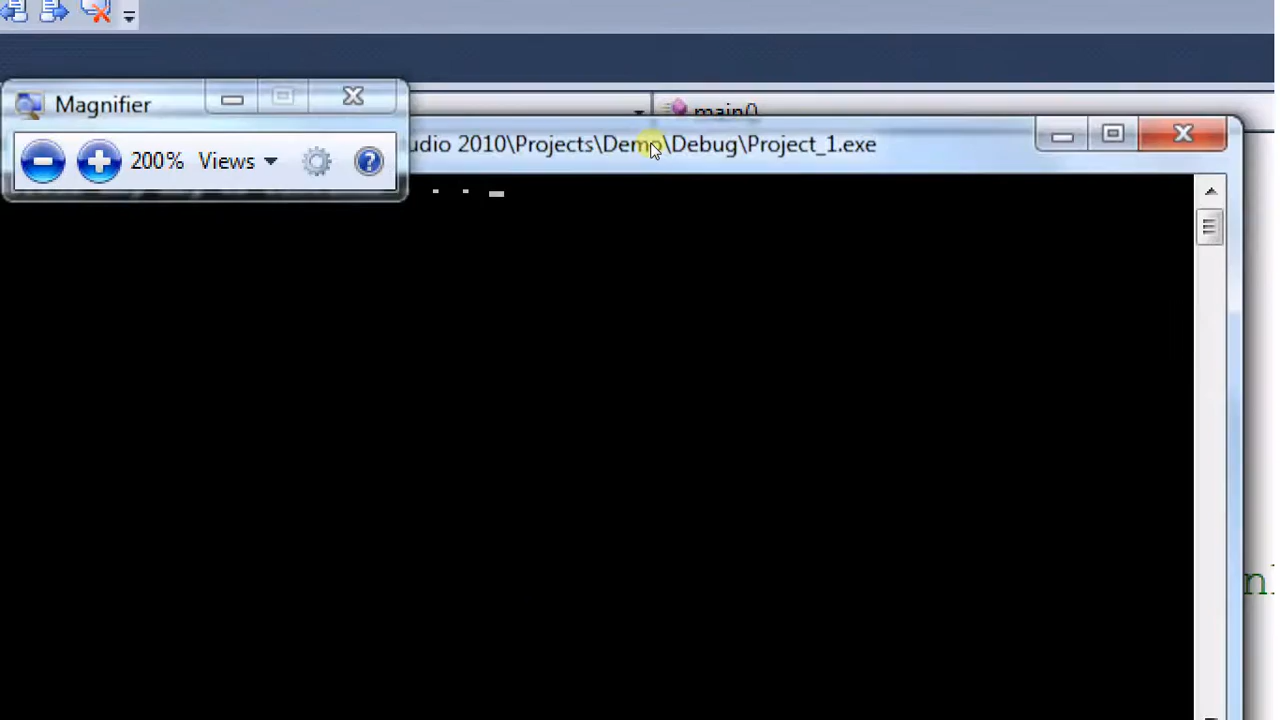 main()
Magnifier
udio 2010\Projects\Demo\Debug\Project_1.exe
200% Views
. . _